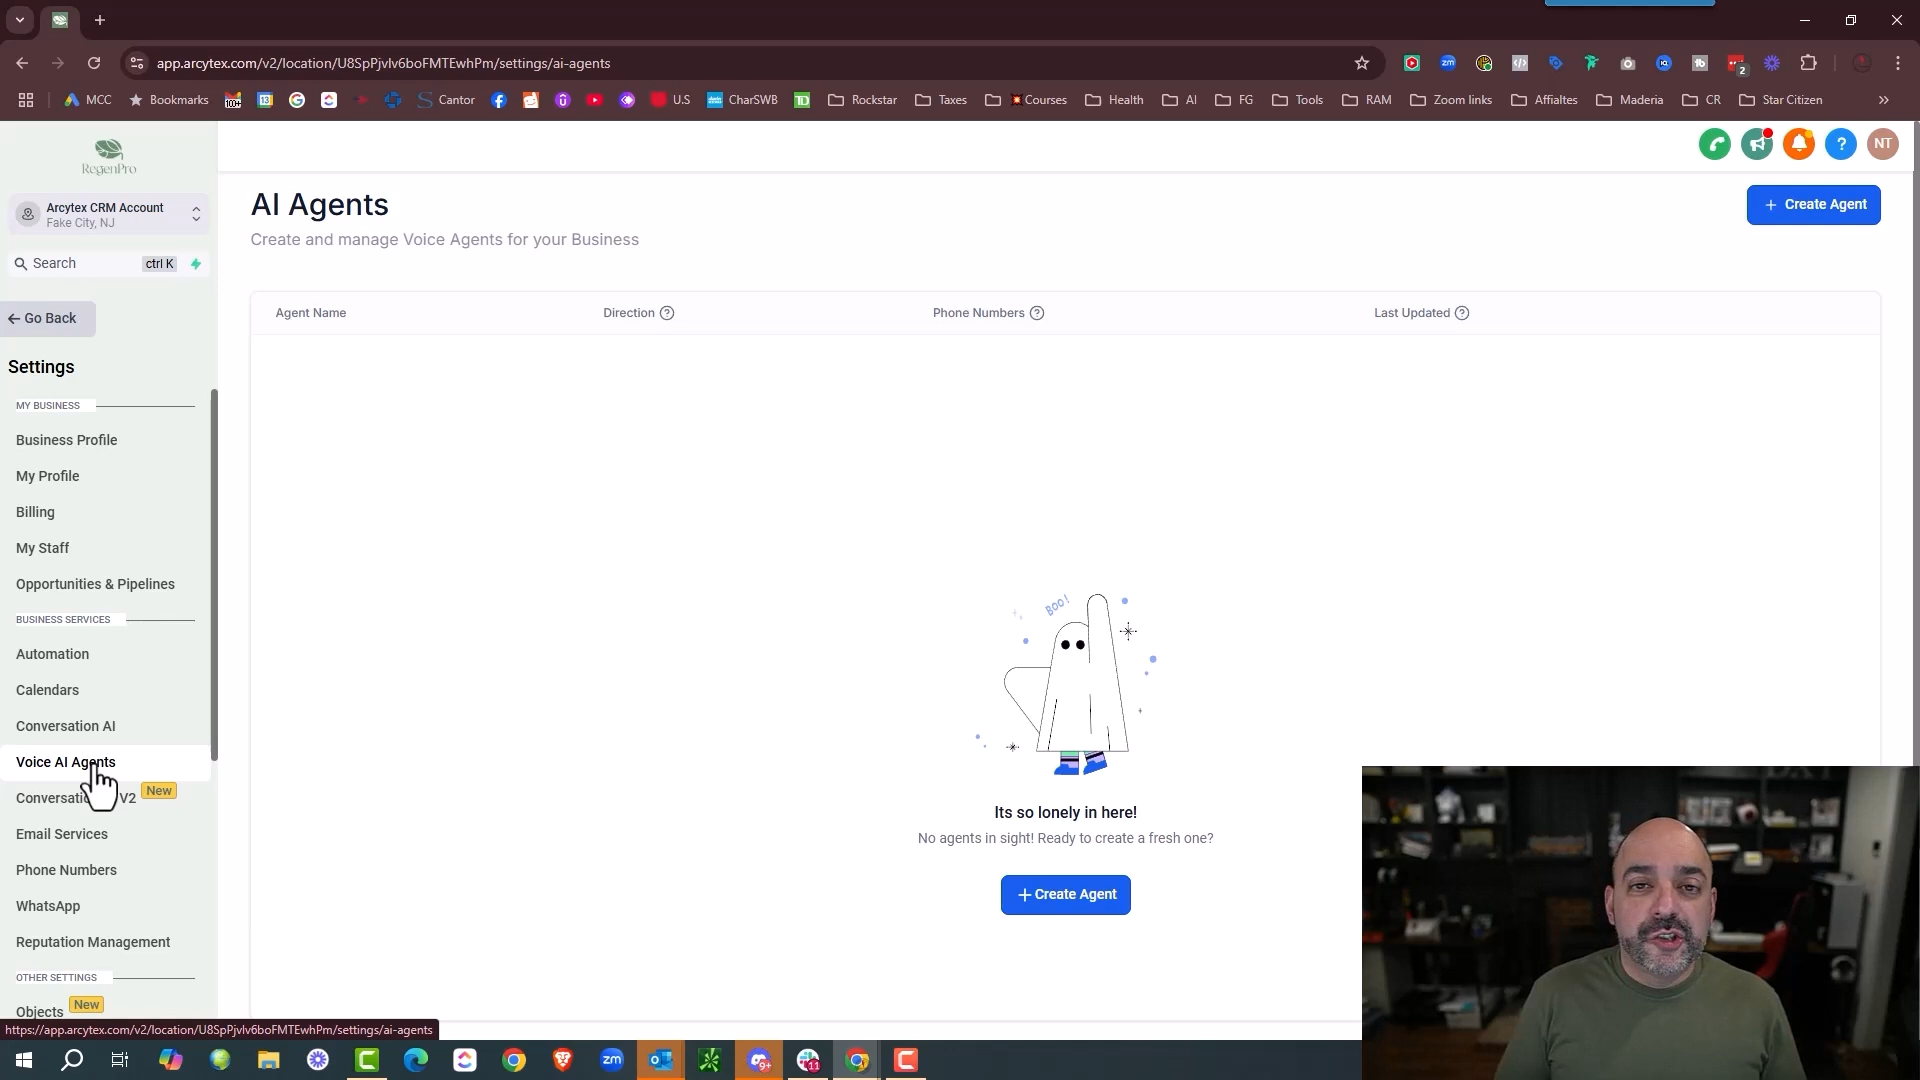 app.arcytex.com/v2/location/U8SpPjvlv6boFMTEwhPm/settings/ai-agents
MCC
Bookmarks
Cantor
U.S
CharSWB
Rockstar
Taxes
Courses
Health
AI
FG
Tools
RAM
Zoom links
Affialtes
Maderia
CR
Star Citizen
RegenPro
NT
Arcytex CRM Account
Fake City, NJ
Search
ctrl K
Go Back
Settings
MY BUSINESS
Business Profile
My Profile
Billing
My Staff
Opportunities & Pipelines
BUSINESS SERVICES
Automation
Calendars
Conversation AI
Voice AI Agents
V2
New
Email Services
Phone Numbers
WhatsApp
Reputation Management
OTHER SETTINGS
Objects
New
https://app.arcytex.com/v2/location/U8SpPjvlv6boFMTEwhPm/settings/ai-agents
AI Agents
Create and manage Voice Agents for your Business
+ Create Agent
Agent Name
Direction
Phone Numbers
Last Updated
BOO!
Its so lonely in here!
No agents in sight! Ready to create a fresh one?
+ Create Agent